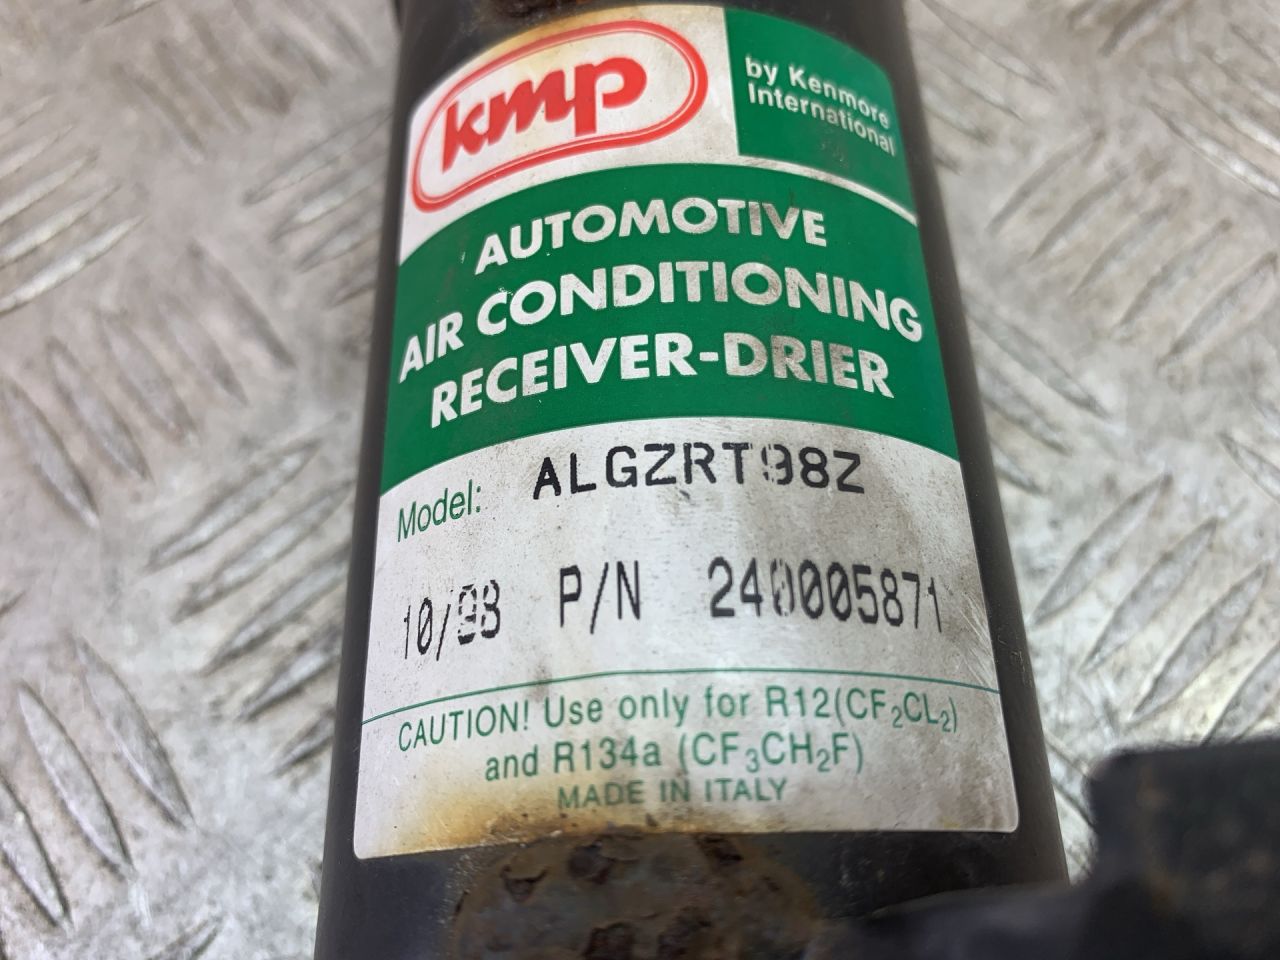 kmp
by Kenmore
International
AUTOMOTIVE
AIR CONDITIONING
RECEIVER-DRIER
Model: ALGZRT98Z
10/98 P/N 240005871
CAUTION! Use only for R12(CF₂CL₂)
and R134a (CF₃CH₂F)
MADE IN ITALY